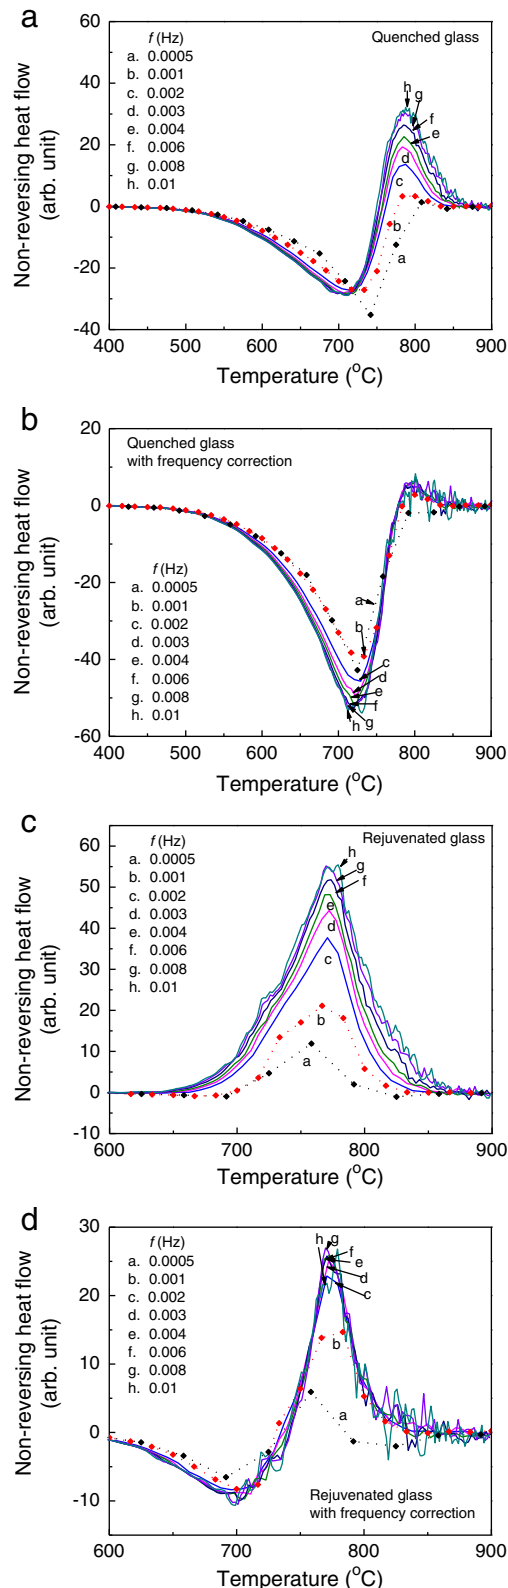 a
f (Hz)
a. 0.0005
b. 0.001
c. 0.002
d. 0.003
e. 0.004
f. 0.006
g. 0.008
h. 0.01
Quenched glass
h
g
f
e
d
c
b
a
60
40
20
0
-20
-40
Non-reversing heat flow
(arb. unit)
400 500 600 700 800 900
Temperature (oC)
b
Quenched glass
with frequency correction
f (Hz)
a. 0.0005
b. 0.001
c. 0.002
d. 0.003
e. 0.004
f. 0.006
g. 0.008
h. 0.01
a
b
c
d
e
f
g
h
20
0
-20
-40
-60
Non-reversing heat flow
(arb. unit)
400 500 600 700 800 900
Temperature (oC)
c
f (Hz)
a. 0.0005
b. 0.001
c. 0.002
d. 0.003
e. 0.004
f. 0.006
g. 0.008
h. 0.01
Rejuvenated glass
h
g
f
e
d
c
b
a
60
50
40
30
20
10
0
-10
Non-reversing heat flow
(arb. unit)
600 700 800 900
Temperature (oC)
d
f (Hz)
a. 0.0005
b. 0.001
c. 0.002
d. 0.003
e. 0.004
f. 0.006
g. 0.008
h. 0.01
h g
f
e
d
c
b
a
Rejuvenated glass
with frequency correction
30
20
10
0
-10
Non-reversing heat flow
(arb. unit)
600 700 800 900
Temperature (oC)